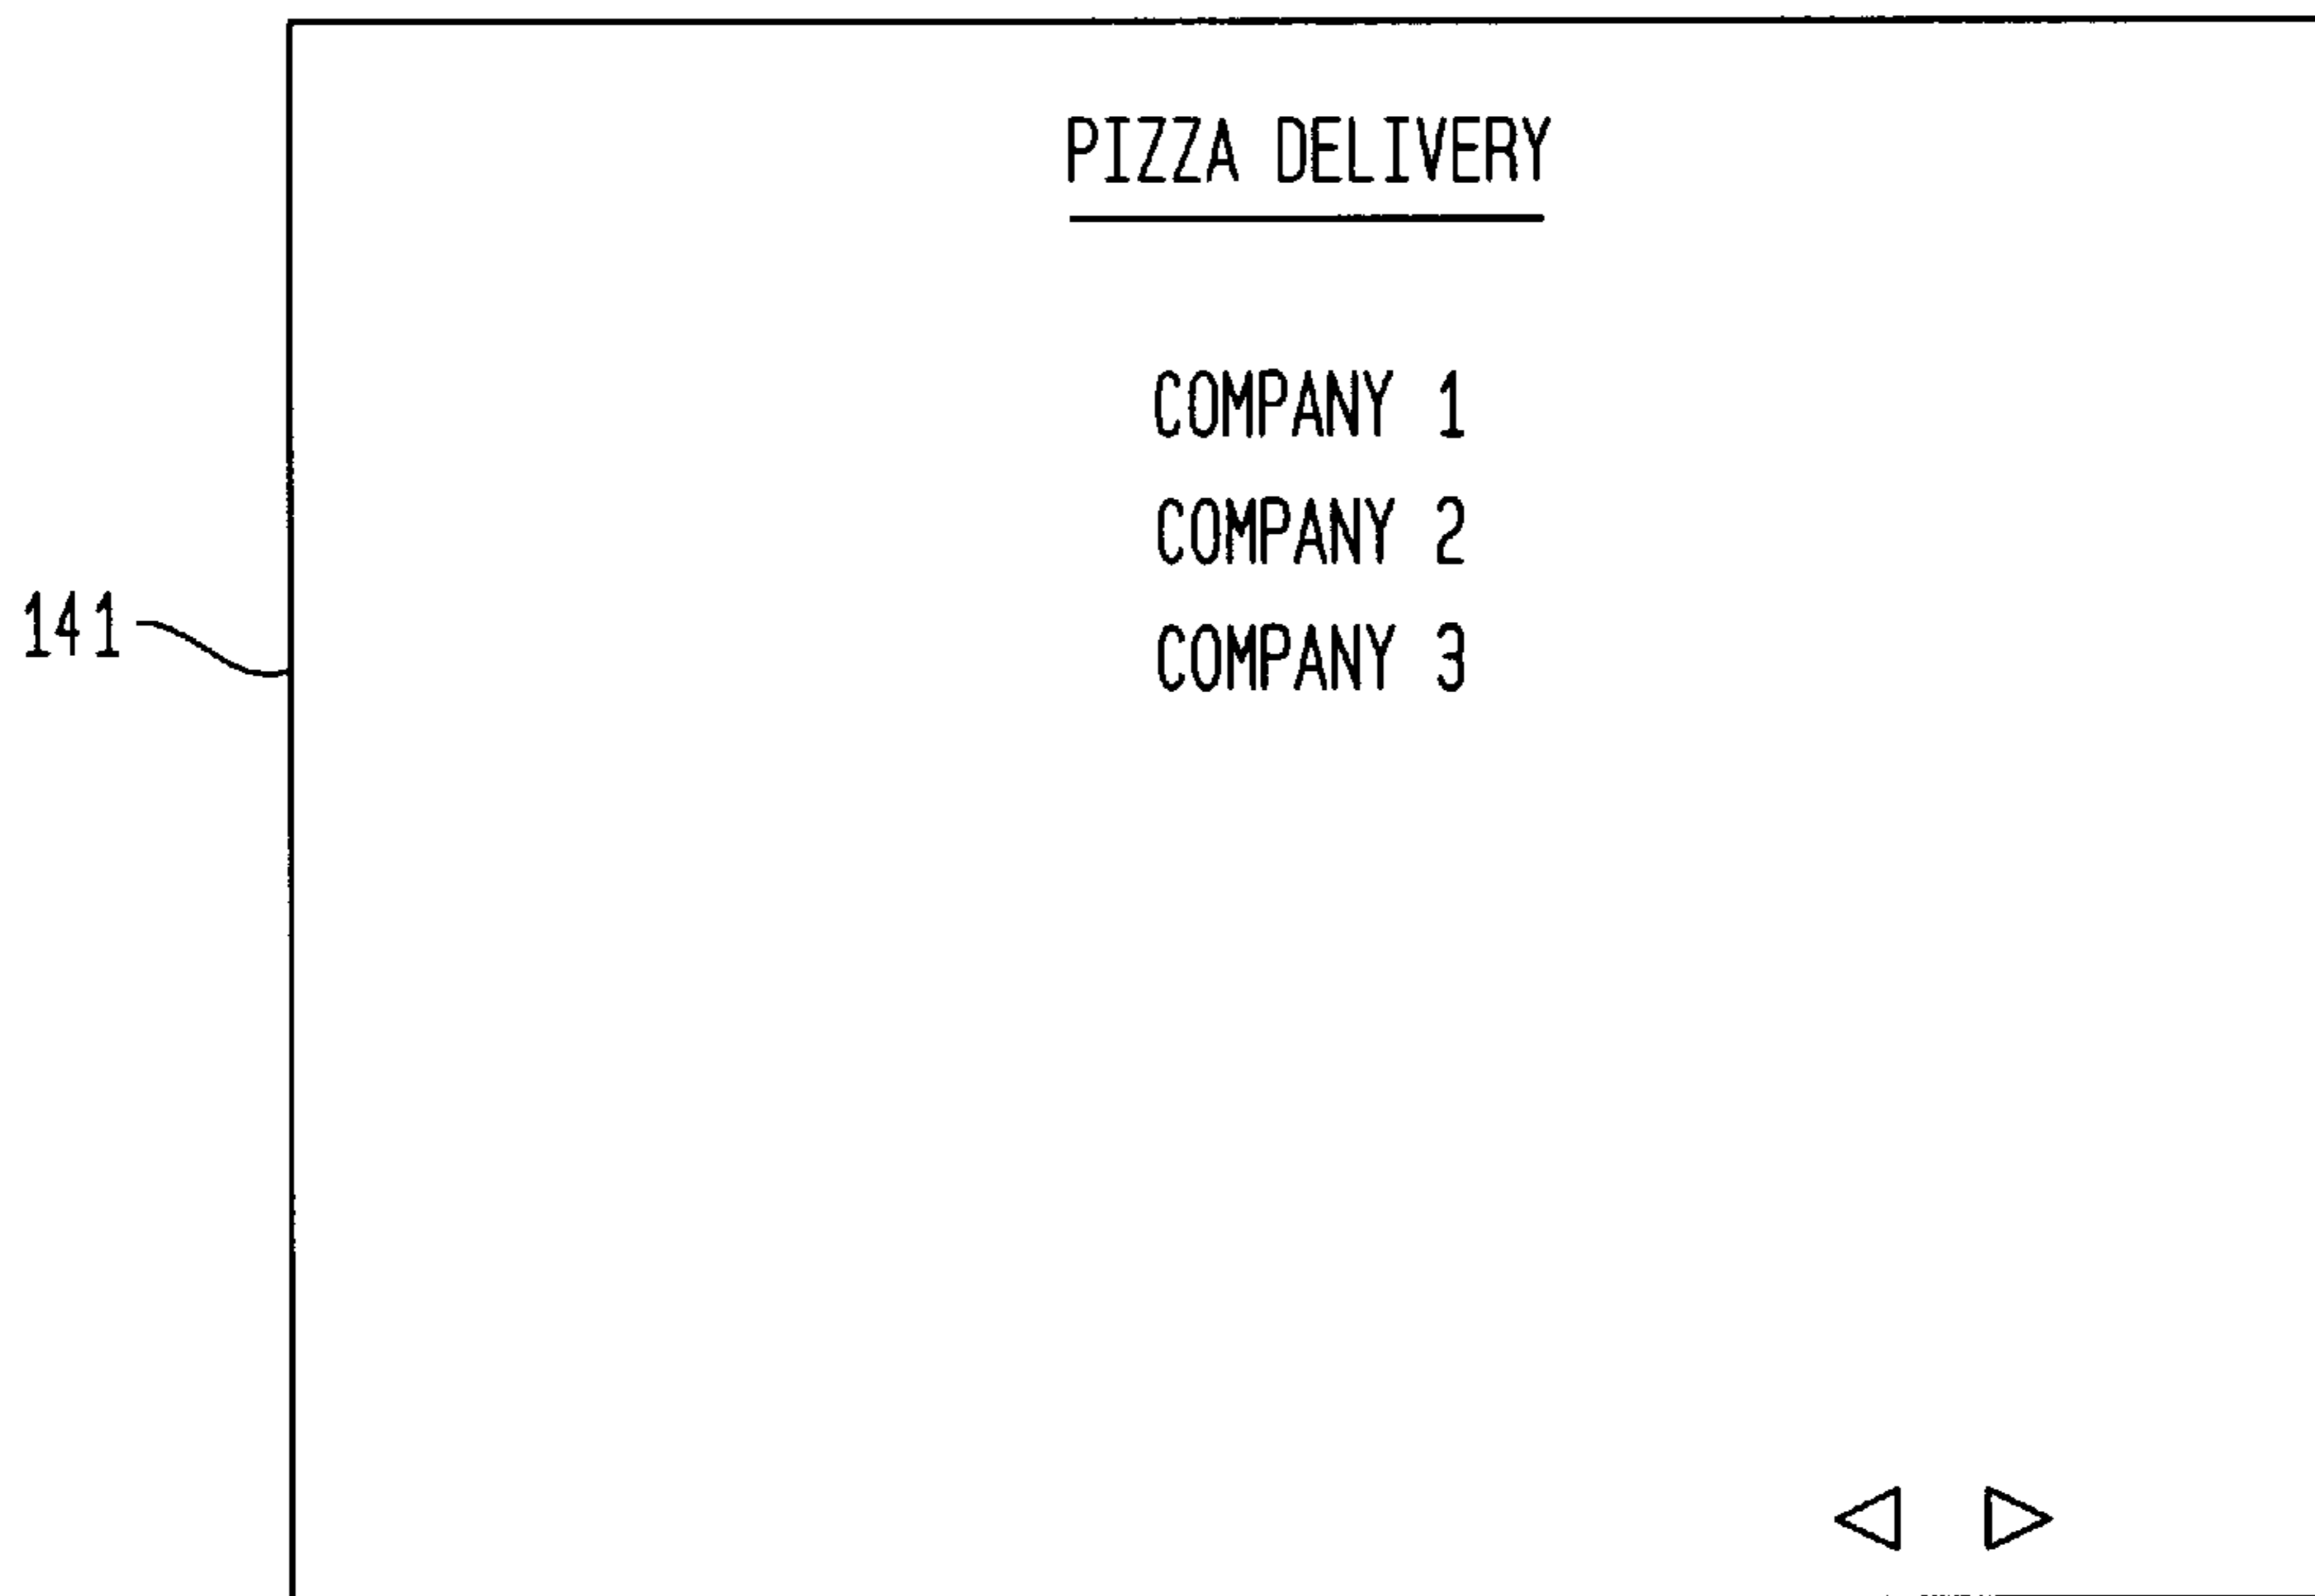 PIZZA DELIVERY
COMPANY 1
COMPANY 2
COMPANY 3
141